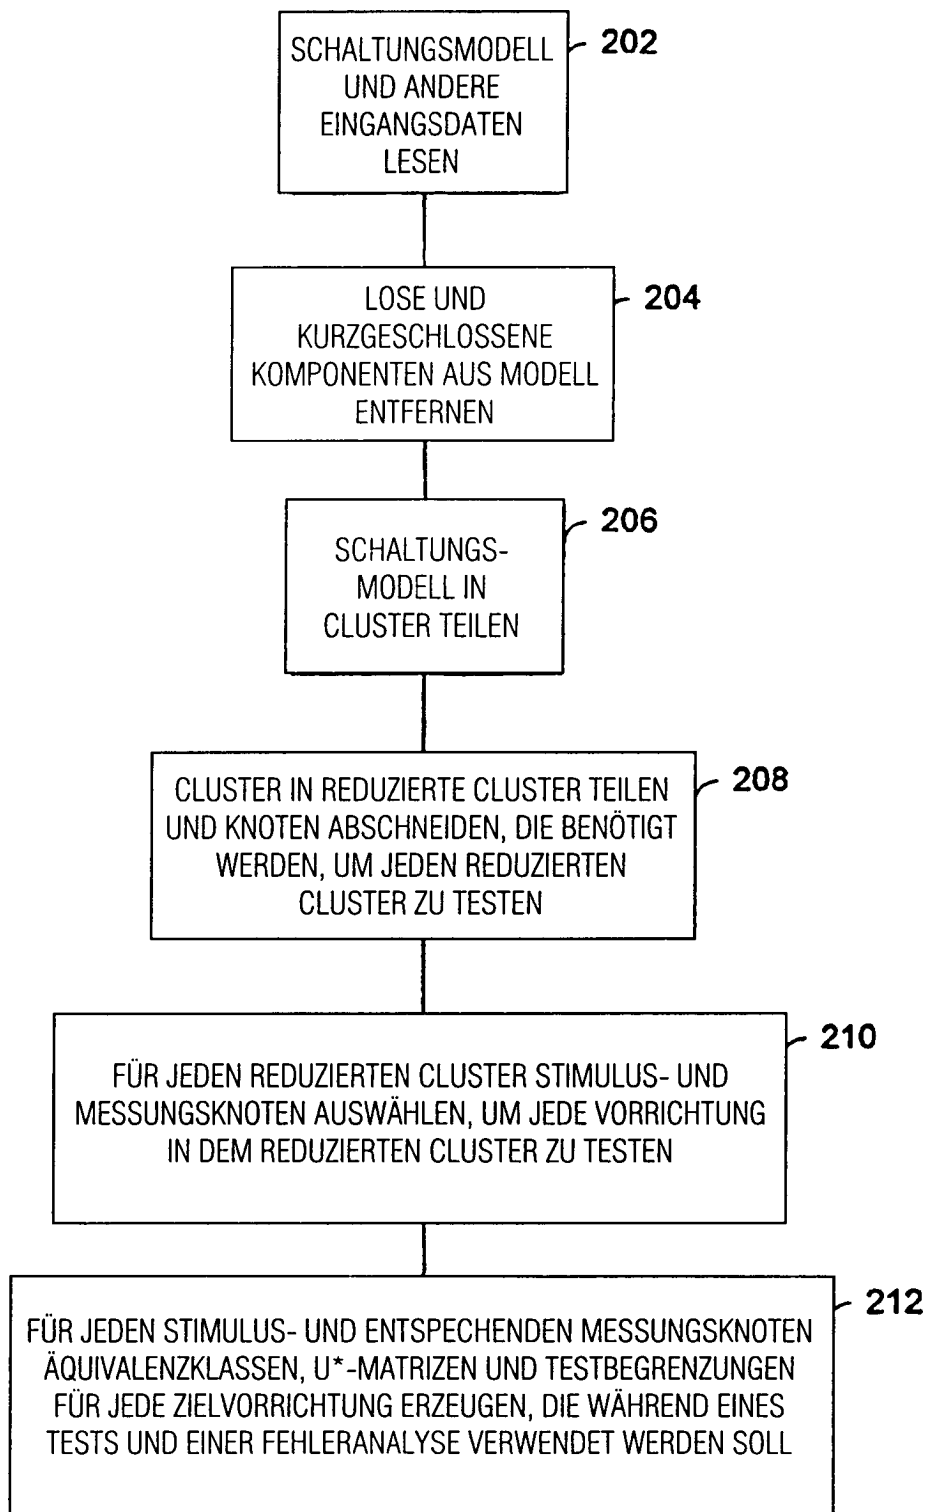 SCHALTUNGSMODELL
UND ANDERE
EINGANGSDATEN
LESEN
202
LOSE UND
KURZGESCHLOSSENE
KOMPONENTEN AUS MODELL
ENTFERNEN
204
SCHALTUNGS-
MODELL IN
CLUSTER TEILEN
206
CLUSTER IN REDUZIERTE CLUSTER TEILEN
UND KNOTEN ABSCHNEIDEN, DIE BENÖTIGT
WERDEN, UM JEDEN REDUZIERTEN
CLUSTER ZU TESTEN
208
FÜR JEDEN REDUZIERTEN CLUSTER STIMULUS- UND
MESSUNGSKNOTEN AUSWÄHLEN, UM JEDE VORRICHTUNG
IN DEM REDUZIERTEN CLUSTER ZU TESTEN
210
FÜR JEDEN STIMULUS- UND ENTSPECHENDEN MESSUNGSKNOTEN
ÄQUIVALENZKLASSEN, U*-MATRIZEN UND TESTBEGRENZUNGEN
FÜR JEDE ZIELVORRICHTUNG ERZEUGEN, DIE WÄHREND EINES
TESTS UND EINER FEHLERANALYSE VERWENDET WERDEN SOLL
212